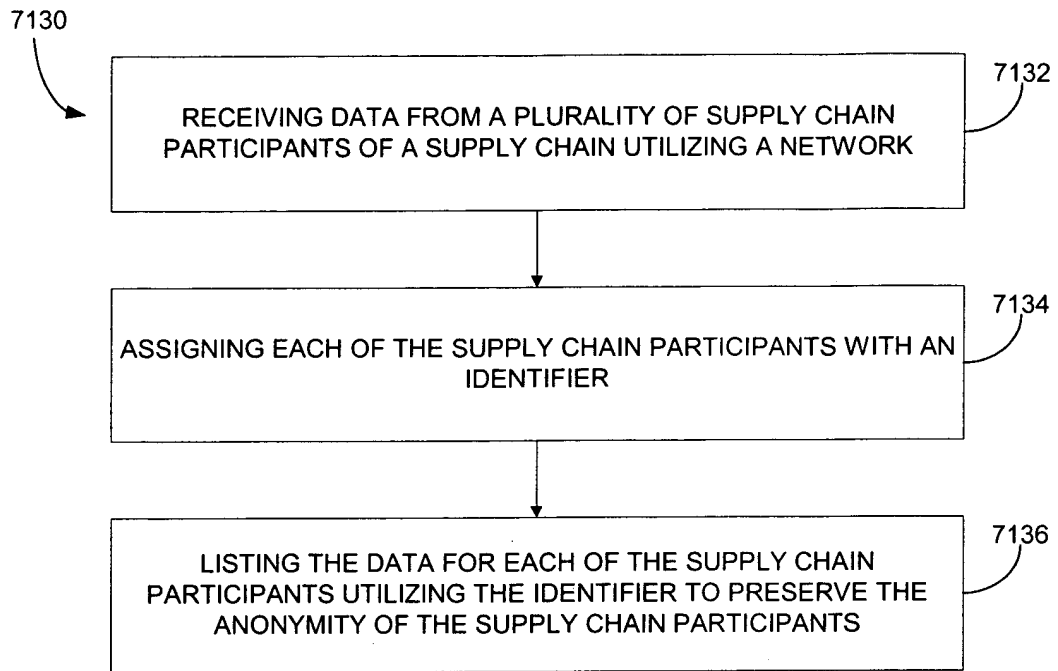 7130
7132
RECEIVING DATA FROM A PLURALITY OF SUPPLY CHAIN
PARTICIPANTS OF A SUPPLY CHAIN UTILIZING A NETWORK
7134
ASSIGNING EACH OF THE SUPPLY CHAIN PARTICIPANTS WITH AN
IDENTIFIER
7136
LISTING THE DATA FOR EACH OF THE SUPPLY CHAIN
PARTICIPANTS UTILIZING THE IDENTIFIER TO PRESERVE THE
ANONYMITY OF THE SUPPLY CHAIN PARTICIPANTS